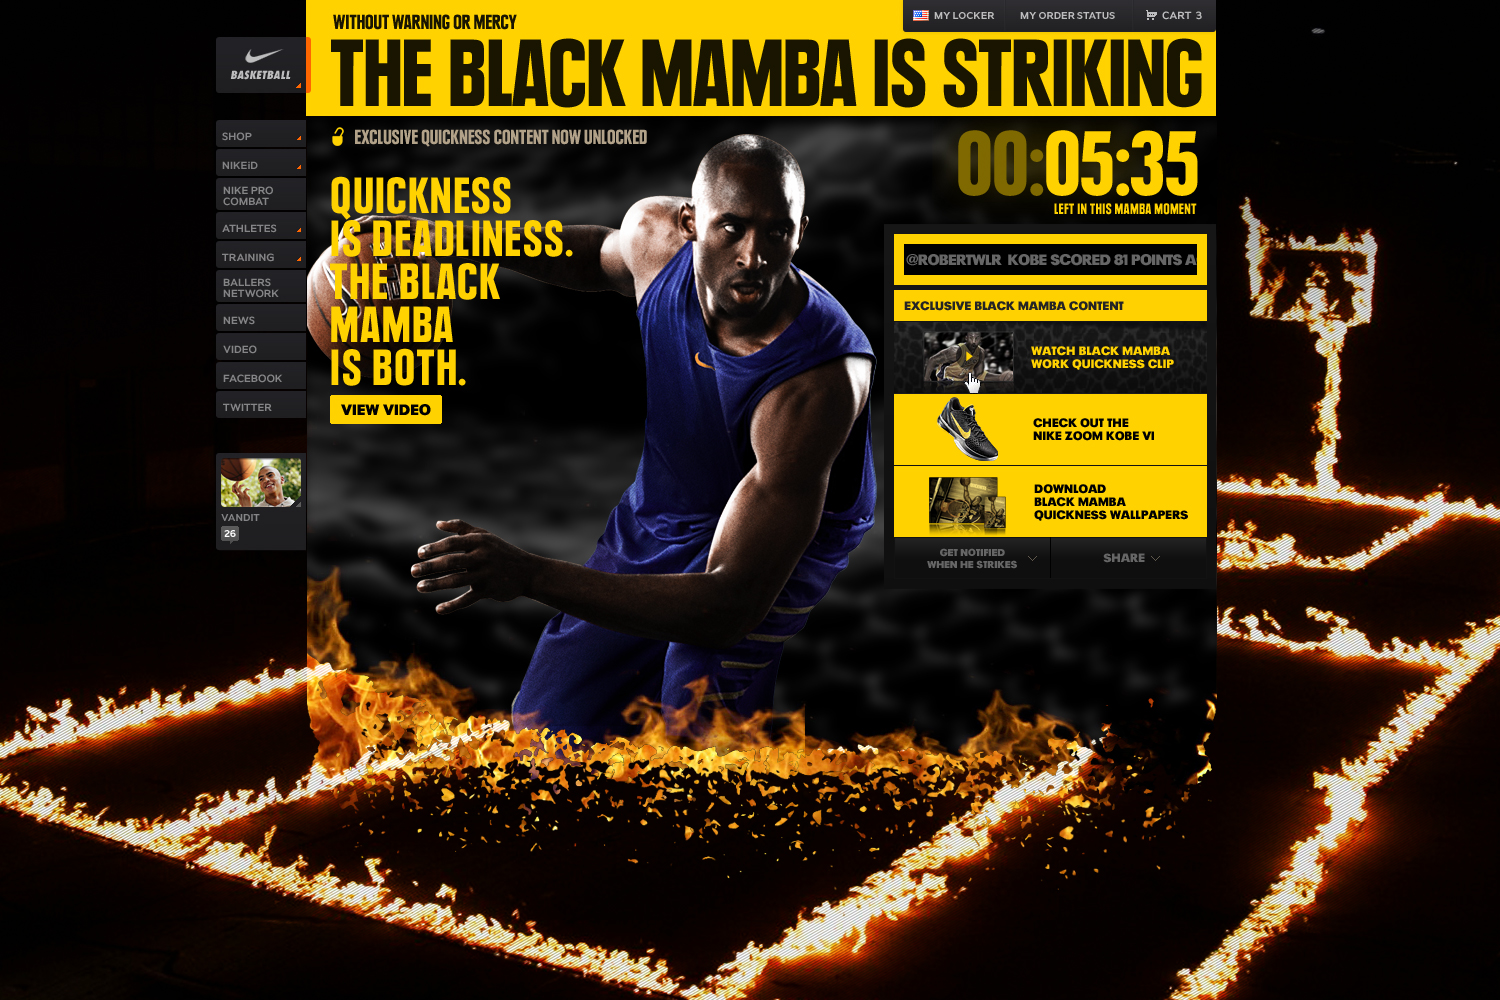 WITHOUT WARNING OR MERCY
MY LOCKER
MY ORDER STATUS
CART 3
THE BLACK MAMBA IS STRIKING
BASKETBALL
SHOP
NIKEiD
NIKE PRO
COMBAT
ATHLETES
TRAINING
BALLERS
NETWORK
NEWS
VIDEO
FACEBOOK
TWITTER
VANDIT
26
EXCLUSIVE QUICKNESS CONTENT NOW UNLOCKED
QUICKNESS
IS DEADLINESS.
THE BLACK
MAMBA
IS BOTH.
VIEW VIDEO
00:05:35
LEFT IN THIS MAMBA MOMENT
@ROBERTWLR KOBE SCORED 81 POINTS A
EXCLUSIVE BLACK MAMBA CONTENT
WATCH BLACK MAMBA
WORK QUICKNESS CLIP
CHECK OUT THE
NIKE ZOOM KOBE VI
DOWNLOAD
BLACK MAMBA
QUICKNESS WALLPAPERS
GET NOTIFIED
WHEN HE STRIKES
SHARE